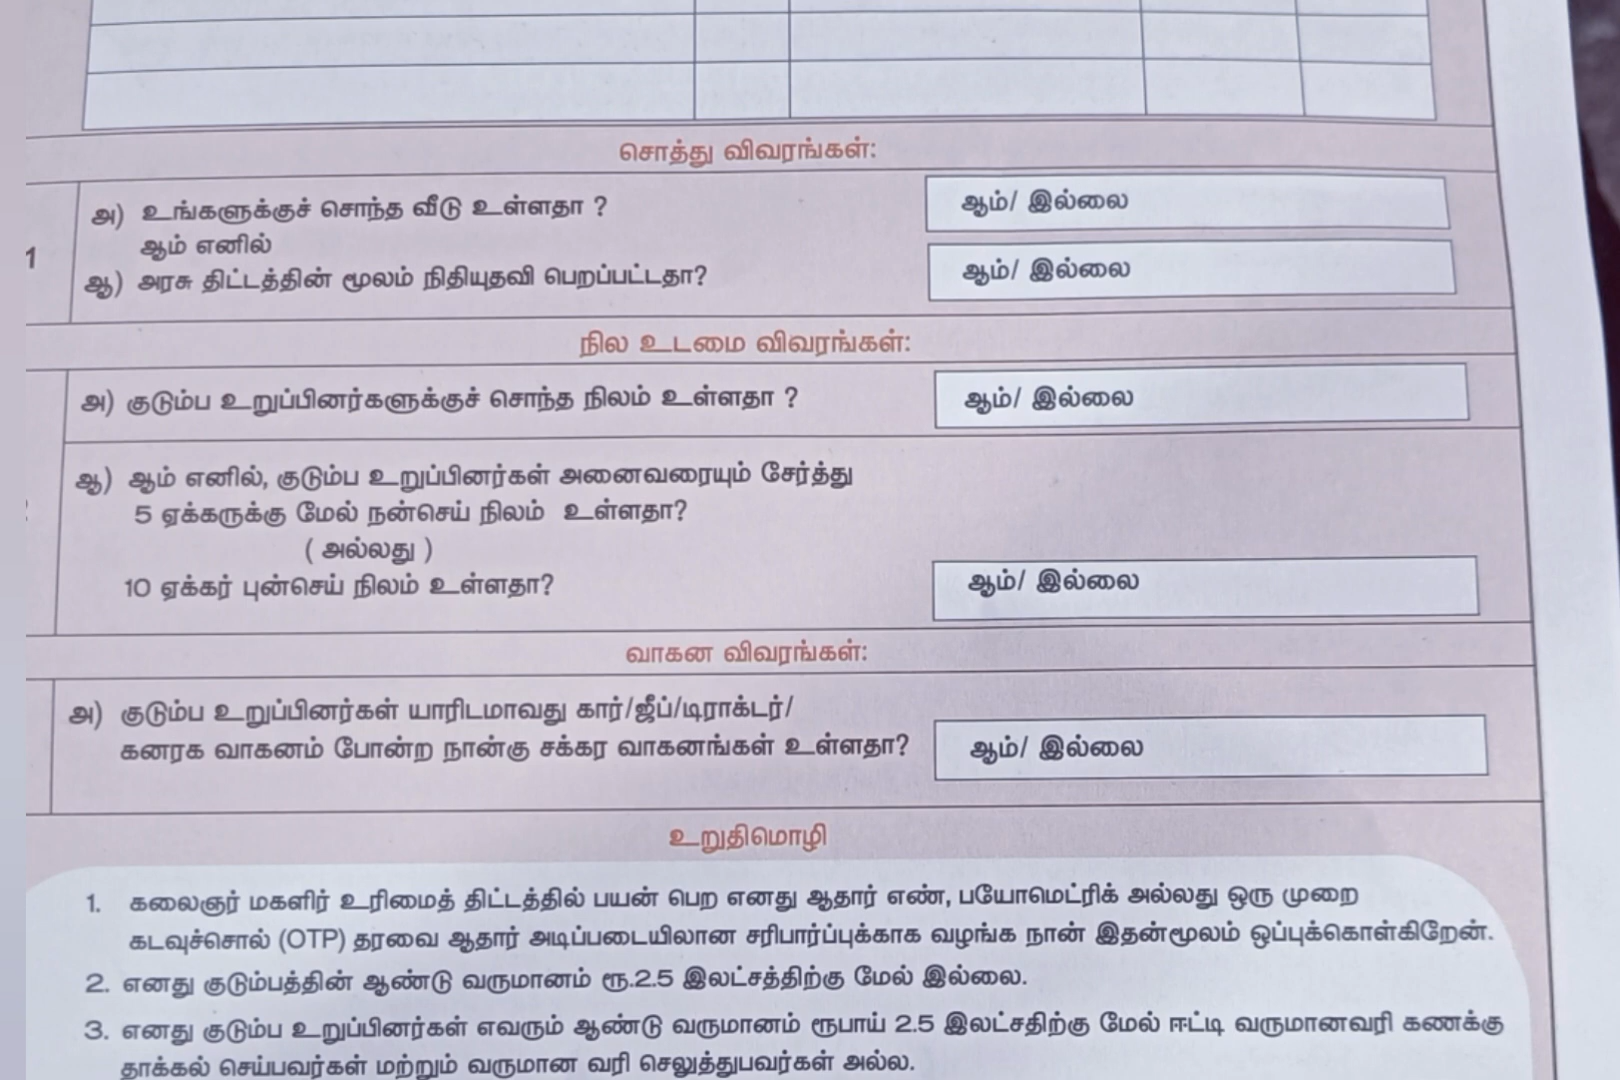 சொத்து விவரங்கள்:
அ) உங்களுக்குச் சொந்த வீடு உள்ளதா ? ஆம்/ இல்லை
ஆம் எனில்
1
ஆ) அரசு திட்டத்தின் மூலம் நிதியுதவி பெறப்பட்டதா? ஆம்/ இல்லை
நில உடமை விவரங்கள்:
அ) குடும்ப உறுப்பினர்களுக்குச் சொந்த நிலம் உள்ளதா ? ஆம்/ இல்லை
ஆ) ஆம் எனில், குடும்ப உறுப்பினர்கள் அனைவரையும் சேர்த்து
5 ஏக்கருக்கு மேல் நன்செய் நிலம் உள்ளதா?
( அல்லது )
10 ஏக்கர் புன்செய் நிலம் உள்ளதா? ஆம்/ இல்லை
வாகன விவரங்கள்:
அ) குடும்ப உறுப்பினர்கள் யாரிடமாவது கார்/ஜீப்/டிராக்டர்/
கனரக வாகனம் போன்ற நான்கு சக்கர வாகனங்கள் உள்ளதா? ஆம்/ இல்லை
உறுதிமொழி
1. கலைஞர் மகளிர் உரிமைத் திட்டத்தில் பயன் பெற எனது ஆதார் எண், பயோமெட்ரிக் அல்லது ஒரு முறை
கடவுச்சொல் (OTP) தரவை ஆதார் அடிப்படையிலான சரிபார்ப்புக்காக வழங்க நான் இதன்மூலம் ஒப்புக்கொள்கிறேன்.
2. எனது குடும்பத்தின் ஆண்டு வருமானம் ரூ.2.5 இலட்சத்திற்கு மேல் இல்லை.
3. எனது குடும்ப உறுப்பினர்கள் எவரும் ஆண்டு வருமானம் ரூபாய் 2.5 இலட்சதிற்கு மேல் ஈட்டி வருமானவரி கணக்கு
தாக்கல் செய்பவர்கள் மற்றும் வருமான வரி செலுத்துபவர்கள் அல்ல.